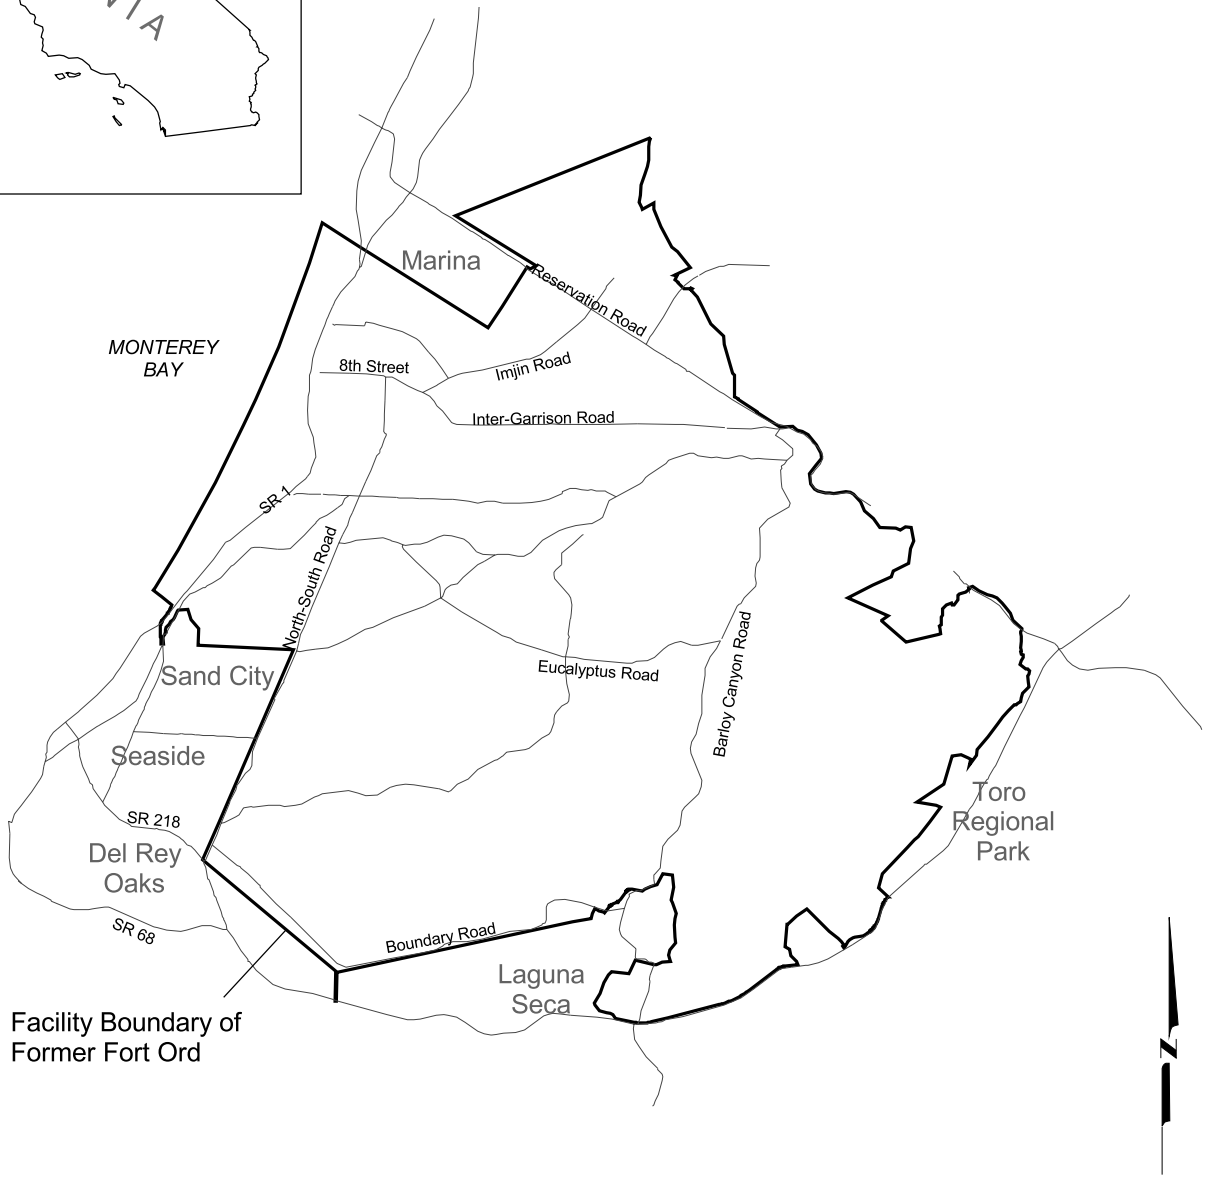 NIA
Marina
Reservation Road
MONTEREY
BAY
8th Street
Imjin Road
Inter-Garrison Road
SR 1
North-South Road
Sand City
Eucalyptus Road
Barloy Canyon Road
Seaside
SR 218
Toro
Regional
Park
Del Rey
Oaks
SR 68
Boundary Road
Laguna
Seca
Facility Boundary of
Former Fort Ord
N